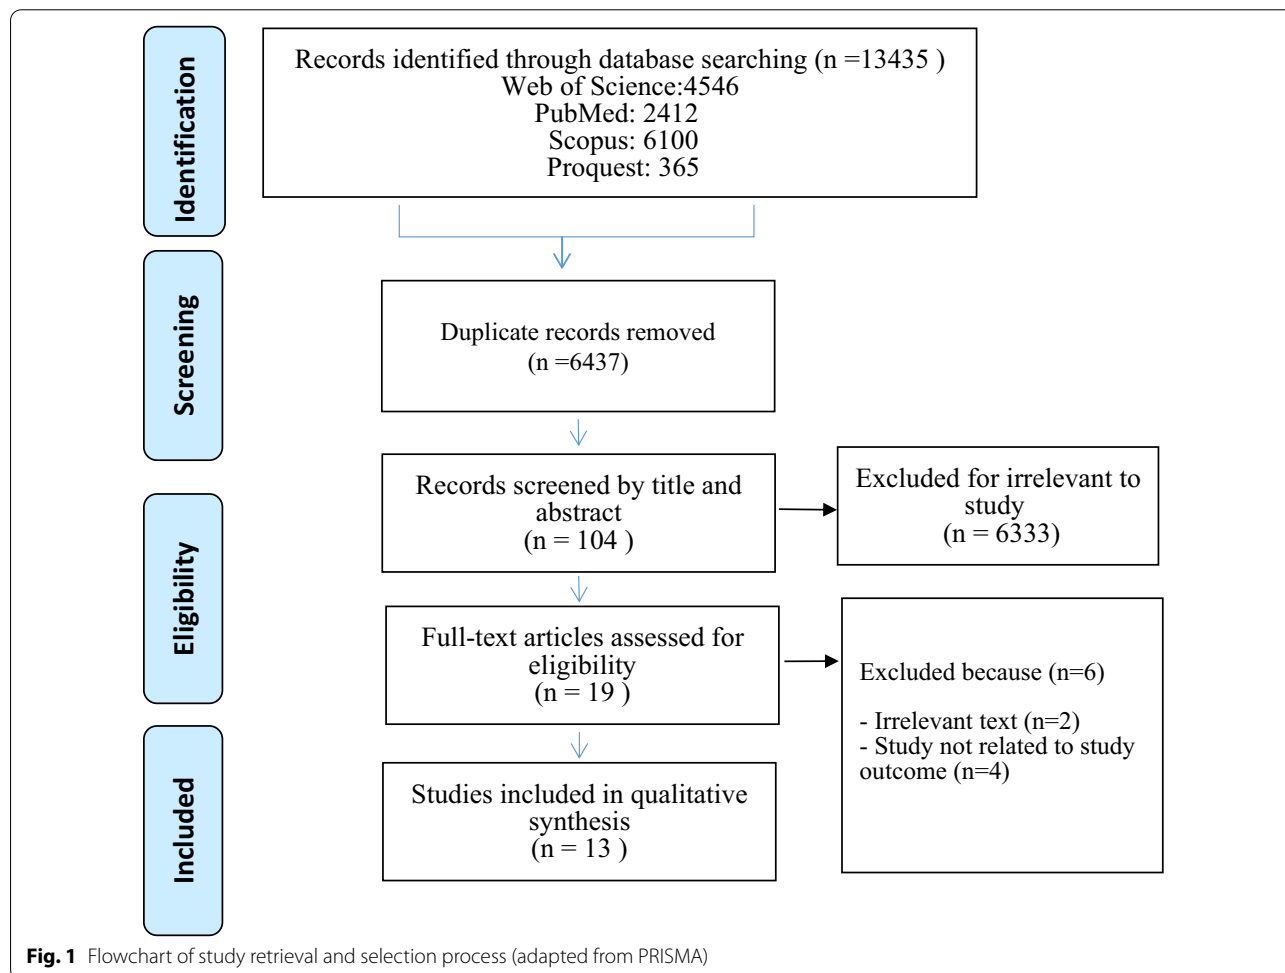 Identification
Records identified through database searching (n =13435 )
Web of Science:4546
PubMed: 2412
Scopus: 6100
Proquest: 365
Screening
Duplicate records removed
(n =6437)
Records screened by title and
abstract
(n = 104 )
Excluded for irrelevant to
study
(n = 6333)
Eligibility
Full-text articles assessed for
eligibility
(n = 19 )
Excluded because (n=6)
- Irrelevant text (n=2)
- Study not related to study
outcome (n=4)
Included
Studies included in qualitative
synthesis
(n = 13 )
Fig. 1 Flowchart of study retrieval and selection process (adapted from PRISMA)